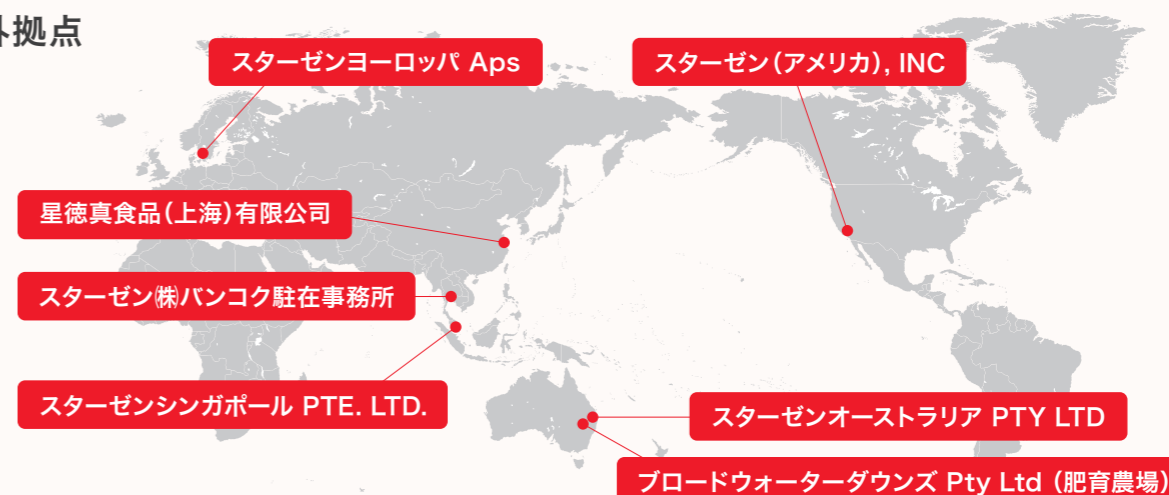 外拠点
スターゼンヨーロッパ Aps
スターゼン（アメリカ）, INC
星徳真食品（上海）有限公司
スターゼン㈱バンコク駐在事務所
スターゼンシンガポール PTE. LTD.
スターゼンオーストラリア PTY LTD
ブロードウォーターダウンズ Pty Ltd（肥育農場）